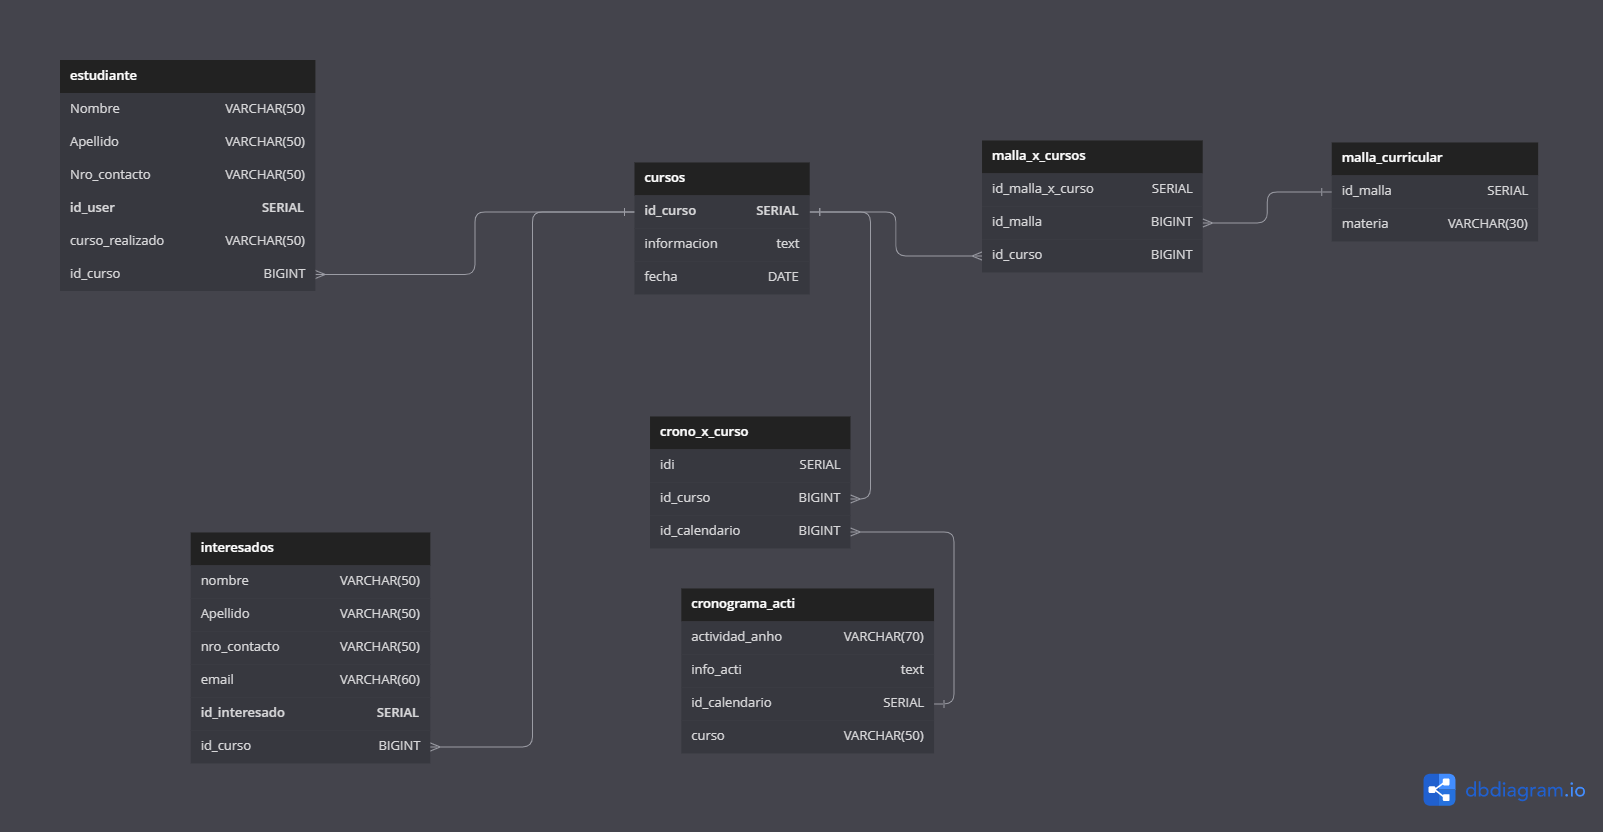 estudiante
Nombre VARCHAR(50)
Apellido VARCHAR(50)
Nro_contacto VARCHAR(50)
id_user SERIAL
curso_realizado VARCHAR(50)
id_curso BIGINT
cursos
id_curso SERIAL
informacion text
fecha DATE
malla_x_cursos
id_malla_x_curso SERIAL
id_malla BIGINT
id_curso BIGINT
malla_curricular
id_malla SERIAL
materia VARCHAR(30)
crono_x_curso
idi SERIAL
id_curso BIGINT
id_calendario BIGINT
interesados
nombre VARCHAR(50)
Apellido VARCHAR(50)
nro_contacto VARCHAR(50)
email VARCHAR(60)
id_interesado SERIAL
id_curso BIGINT
cronograma_acti
actividad_anho VARCHAR(70)
info_acti text
id_calendario SERIAL
curso VARCHAR(50)
dbdiagram.io